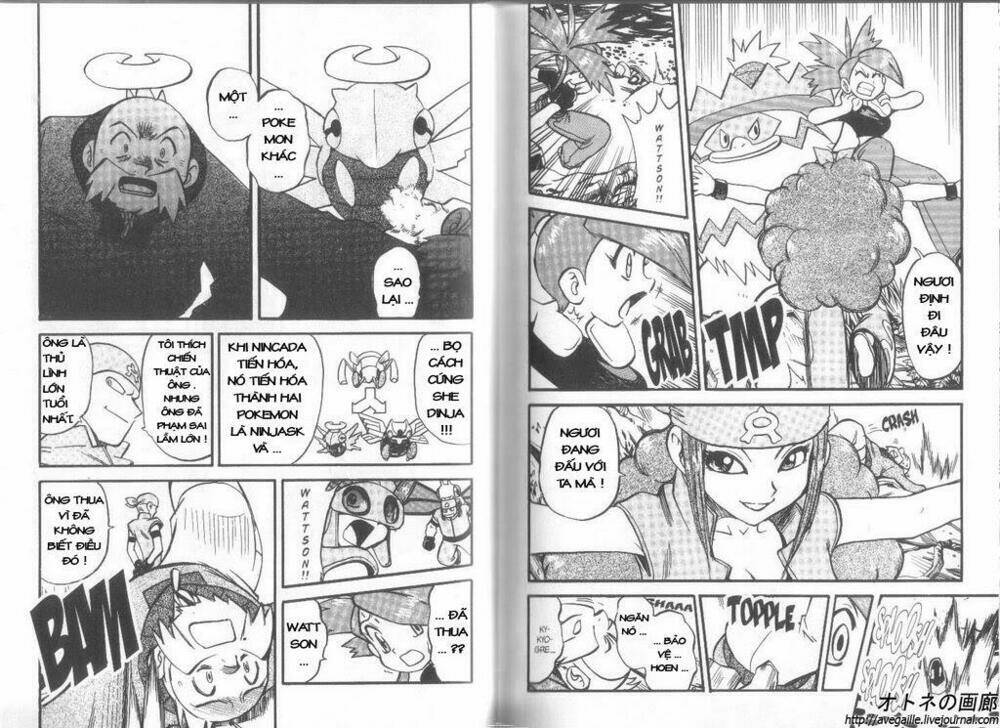 WATTSON!!
NGƯƠI
ĐỊNH
ĐI
ĐÂU
VẬY !
GRAB
TMP
NGƯƠI
ĐANG
ĐẤU VỚI
TA MÀ !
CRASH
TOPPLE
NGĂN
NÓ ...
... BẢO
VỆ ...
HOEN ...
KY-
KYO-
GRE...
...
POKE
MON
KHÁC
...
MỘT
...
...
SAO
LẠI ...
... BỌ
CÁCH
CỨNG
SHE
DINJA
!!!
KHI NINCADA
TIẾN HÓA,
NÓ TIẾN HÓA
THÀNH HAI
POKEMON
LÀ NINJASK
VÀ ...
TÔI THÍCH
CHIẾN
THUẬT CỦA
ÔNG .
NHƯNG
ÔNG ĐÃ
PHẠM SAI
LẦM LỚN !
ÔNG LÀ
THỦ
LĨNH
LỚN
TUỔI
NHẤT.
WATTSON!!
... ĐÃ
THUA ...
??
WATT
SON ...
ÔNG THUA
VÌ ĐÃ
KHÔNG
BIẾT ĐIỀU
ĐÓ !
BAM
オトネの画廊
http://avegaille.livejournal.com